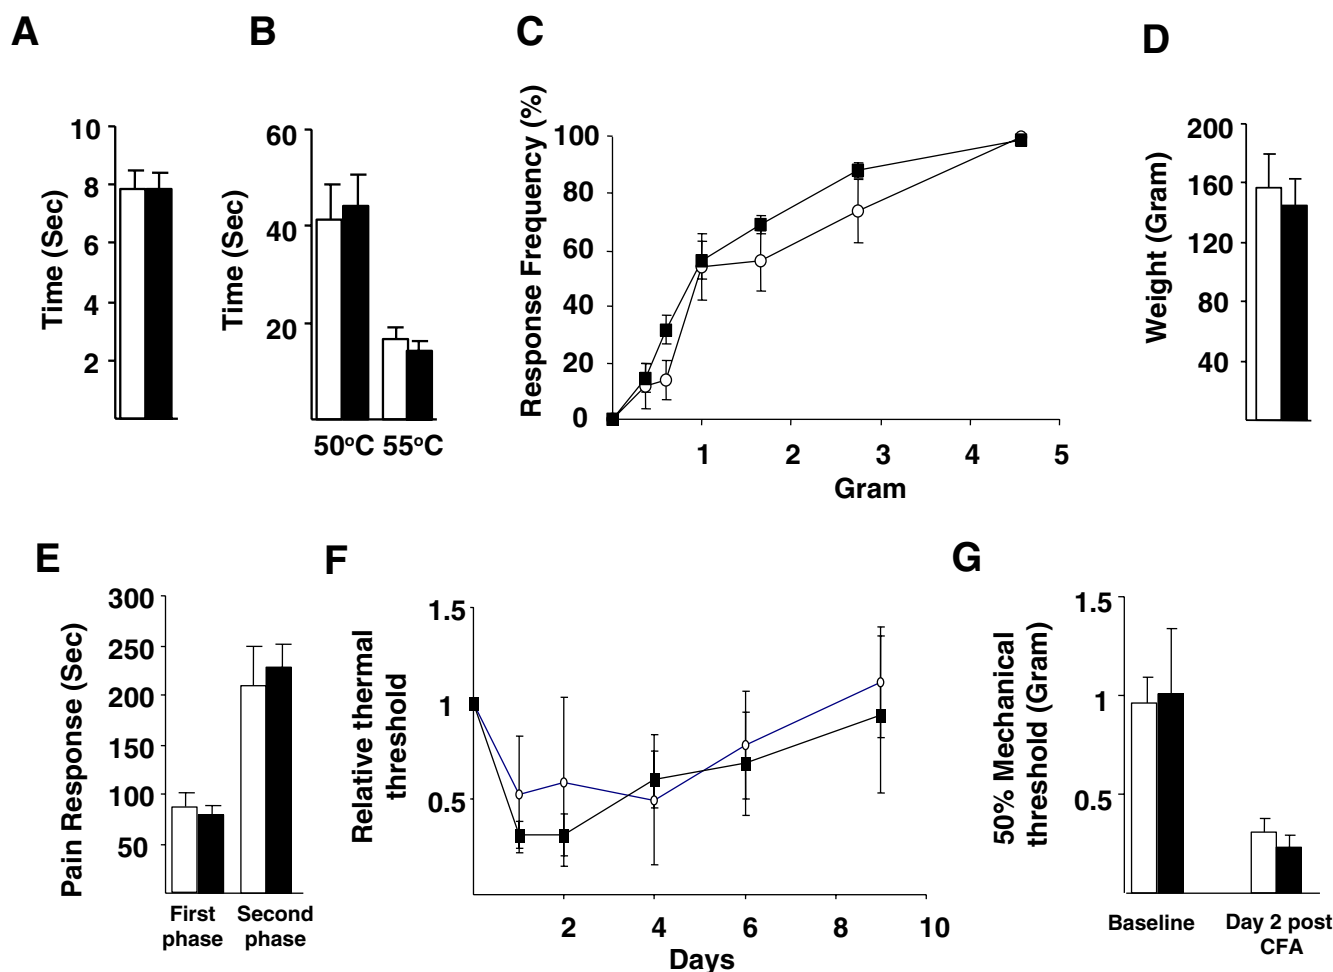 A
B
C
D
10
8
6
4
2
Time (Sec)
60
40
20
Time (Sec)
50°C 55°C
100
80
60
40
20
0
Response Frequency (%)
1 2 3 4 5
Gram
200
160
120
80
40
Weight (Gram)
E
F
G
300
250
200
150
100
50
Pain Response (Sec)
First
phase
Second
phase
1.5
1
0.5
Relative thermal
threshold
2 4 6 8 10
Days
1.5
1
0.5
50% Mechanical
threshold (Gram)
Baseline
Day 2 post
CFA